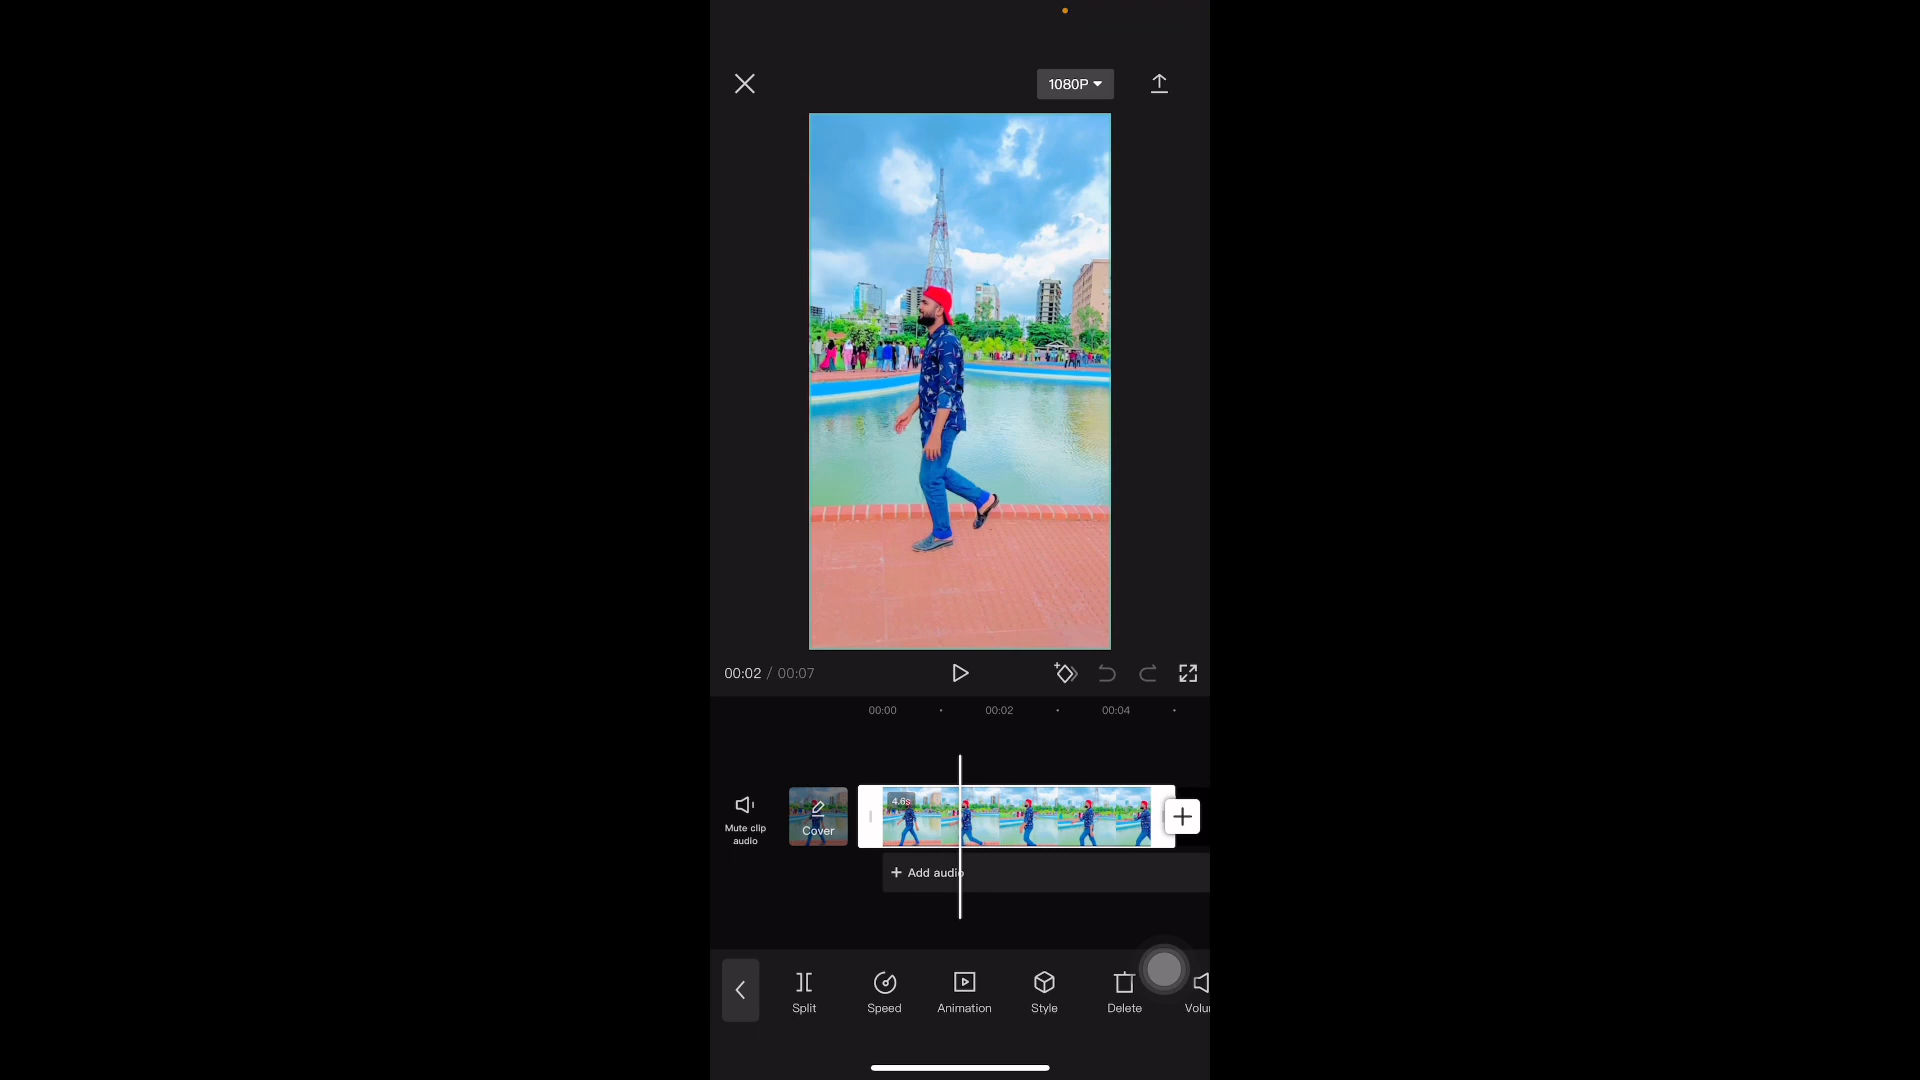 1080P
00:02 / 00:07
00:00 00:02 00:04
4.6s
Cover
Mute clip
audio
+ Add audio
Split Speed Animation Style Delete Volu